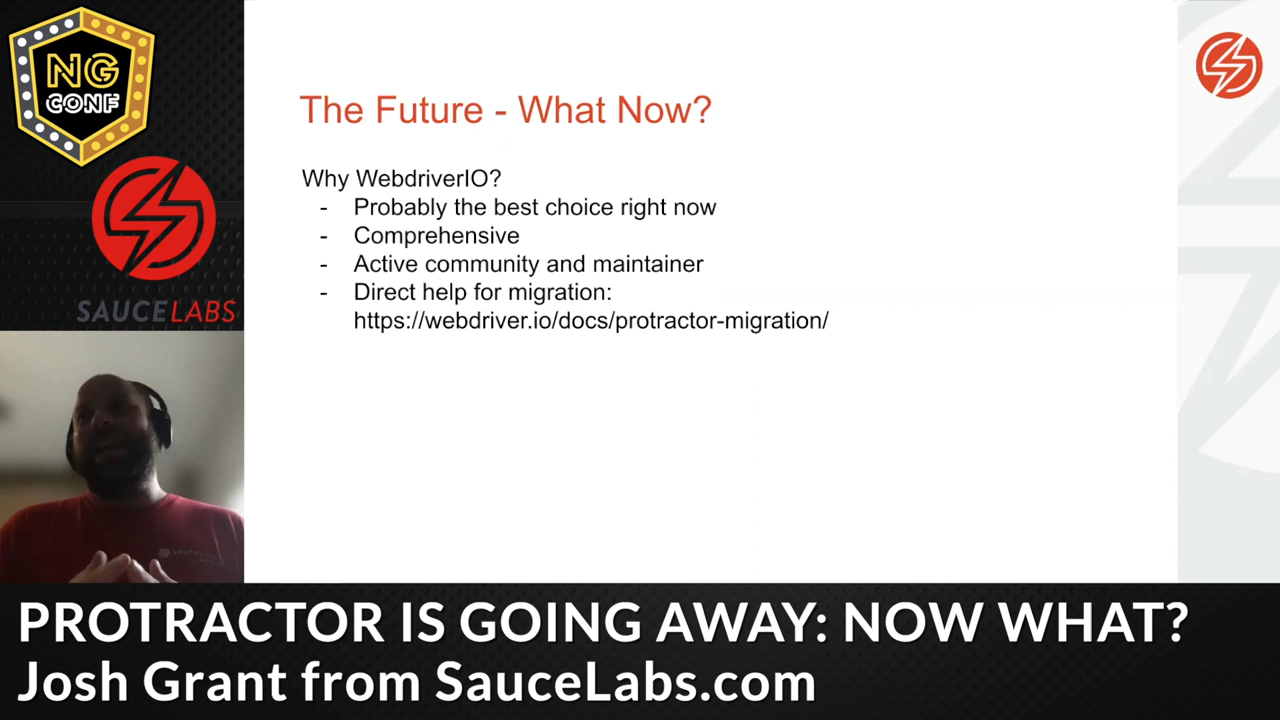 NG
CONF
SAUCELABS
The Future - What Now?
Why WebdriverIO?
- Probably the best choice right now
- Comprehensive
- Active community and maintainer
- Direct help for migration:
https://webdriver.io/docs/protractor-migration/
PROTRACTOR IS GOING AWAY: NOW WHAT?
Josh Grant from SauceLabs.com